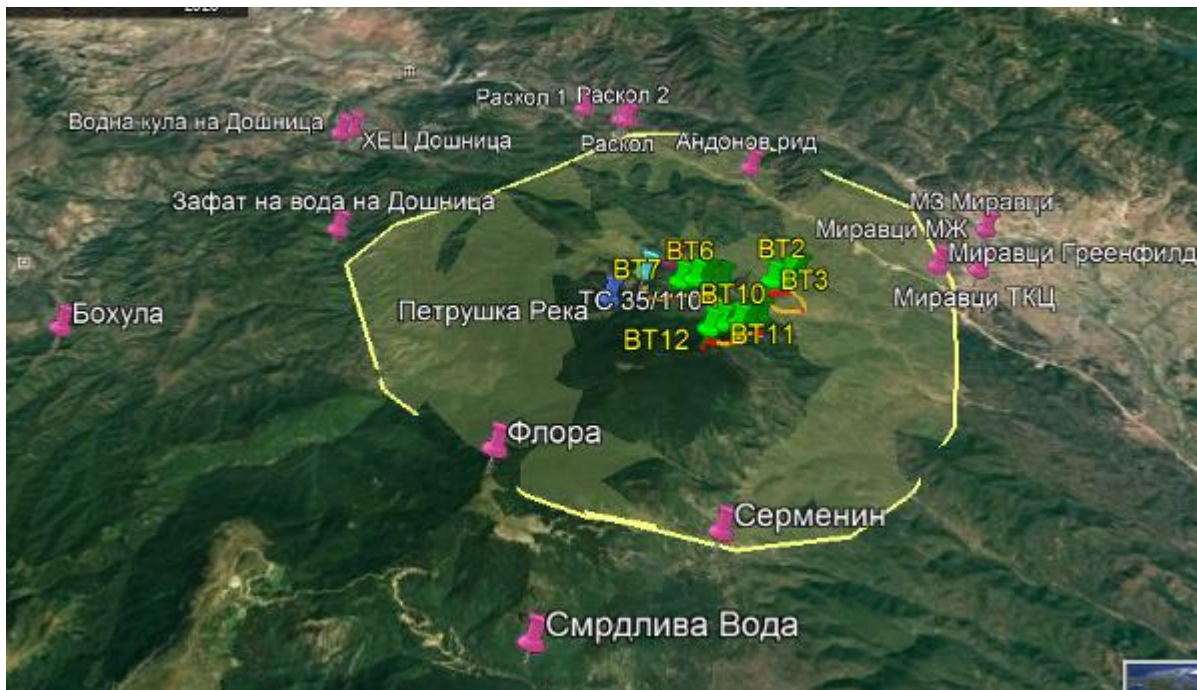 Раскол 1
Раскол 2
Водна кула на Дошница
ХЕЦ Дошница
Раскол
Андонов рид
Зафат на вода на Дошница
МЗ Миравци
Миравци МЖ
Миравци Греенфилд
BT6
BT2
BT7
BT3
Бохула
Петрушка Река
ТС 35/110
BT10
Миравци ТКЦ
BT12
BT11
Флора
Серменин
Смрдлива Вода